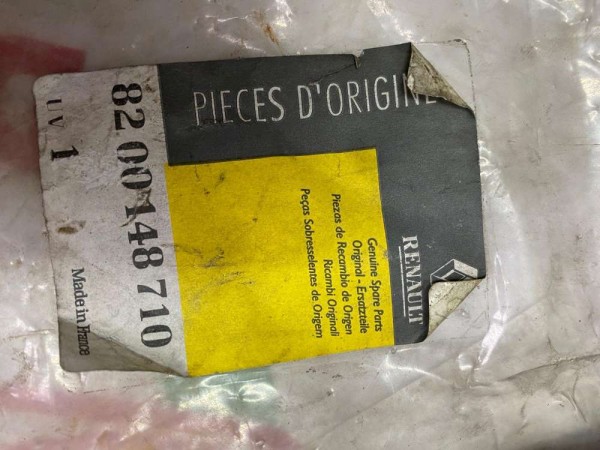 PIECES D'ORIGINE
RENAULT
Genuine Spare Parts
Original - Ersatzteile
Piezas de Recambio de Origen
Ricambi Originali
Peças Sobresselentes de Origem
82 00 148 710
UV 1
Made in France